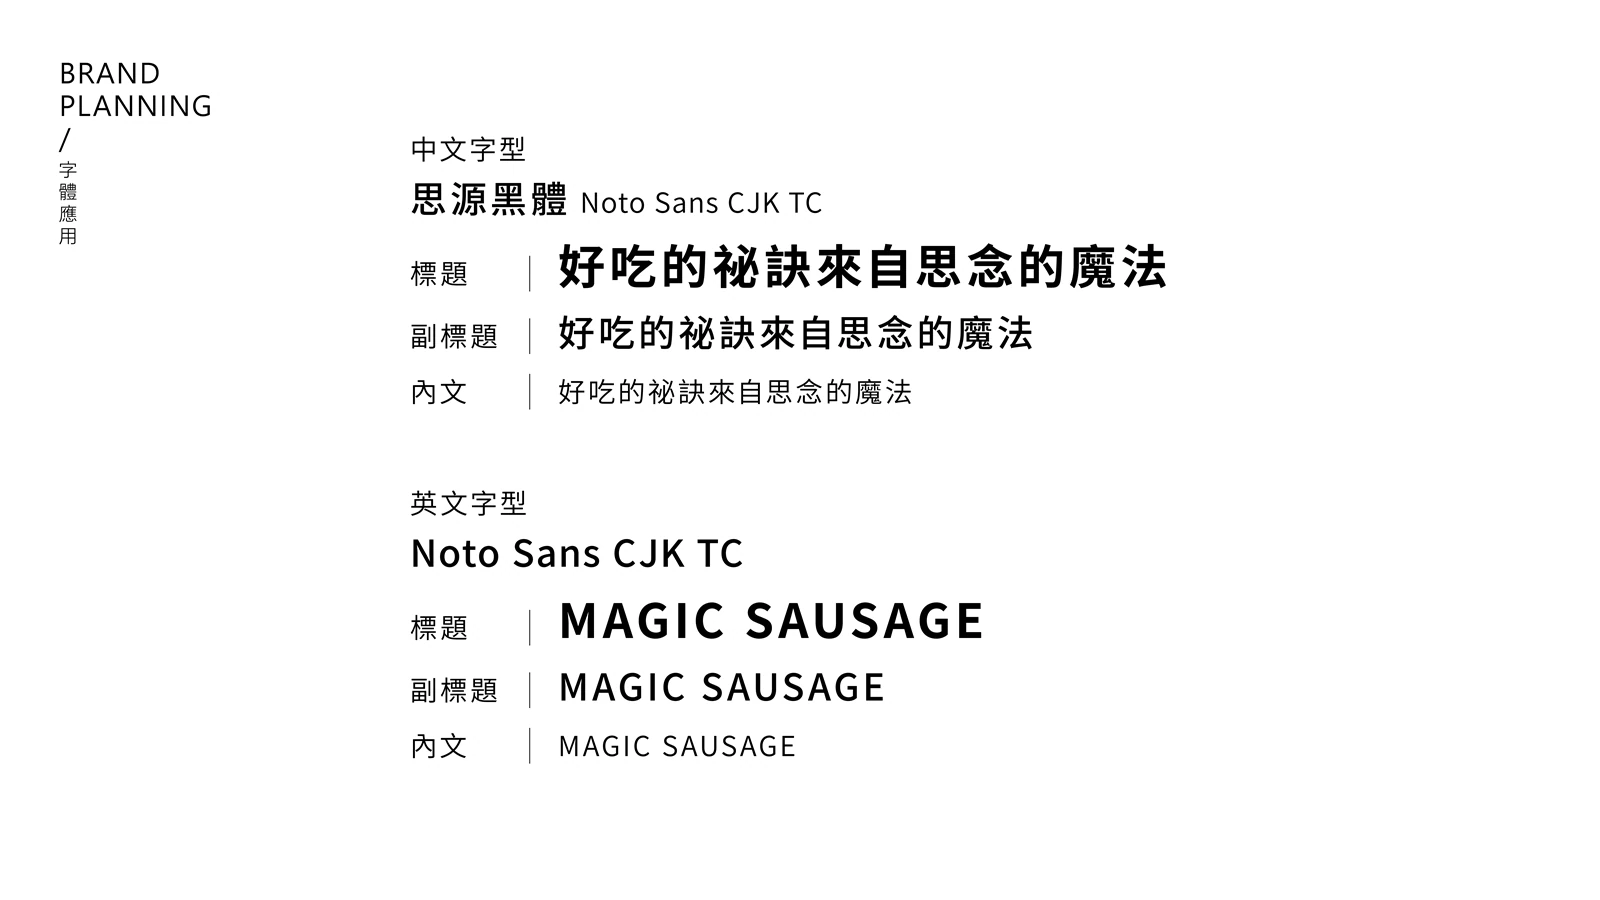 BRAND
PLANNING
/
字體應用
中文字型
思源黑體 Noto Sans CJK TC
標題 | 好吃的祕訣來自思念的魔法
副標題 | 好吃的祕訣來自思念的魔法
內文 | 好吃的祕訣來自思念的魔法
英文字型
Noto Sans CJK TC
標題 | MAGIC SAUSAGE
副標題 | MAGIC SAUSAGE
內文 | MAGIC SAUSAGE